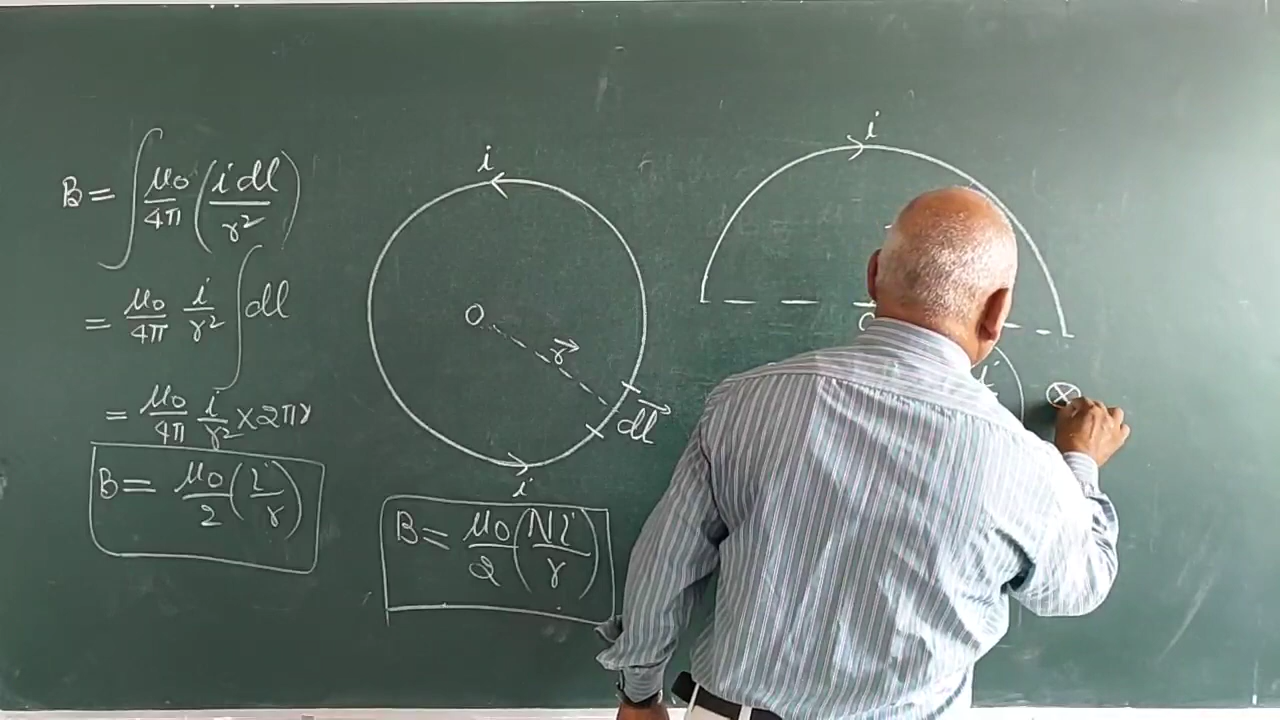 B = ∫ μ0/4π (i dl/r²)
= μ0/4π i/r² ∫ dl
= μ0/4π i/r² × 2πr
B = μ0/2 (i/r)
i
O
r⃗
dl⃗
i
B = μ0/2 (Ni/r)
i
⊗